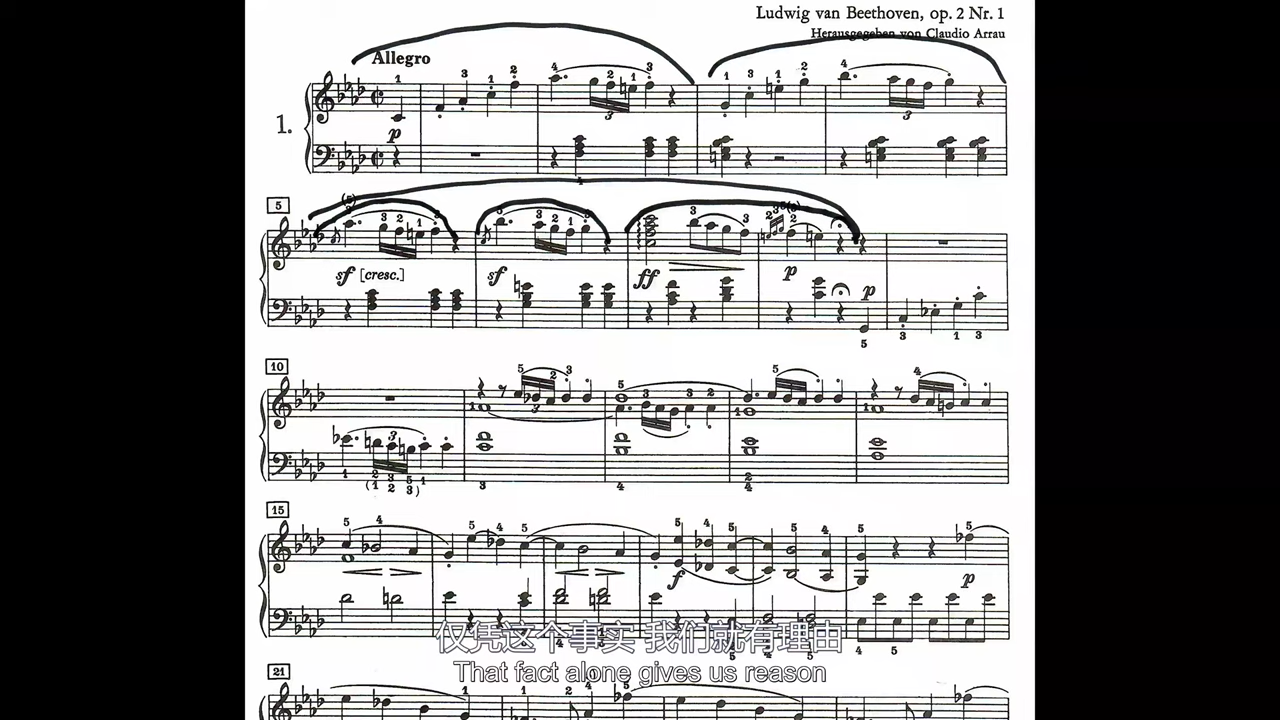 Ludwig van Beethoven, op. 2 Nr. 1
Herausgegeben von Claudio Arrau
Allegro
1.
p
5
sf [cresc.]
sf
ff
p
p
10
15
f
p
仅凭这个事实 我们就有理由
That fact alone gives us reason
21